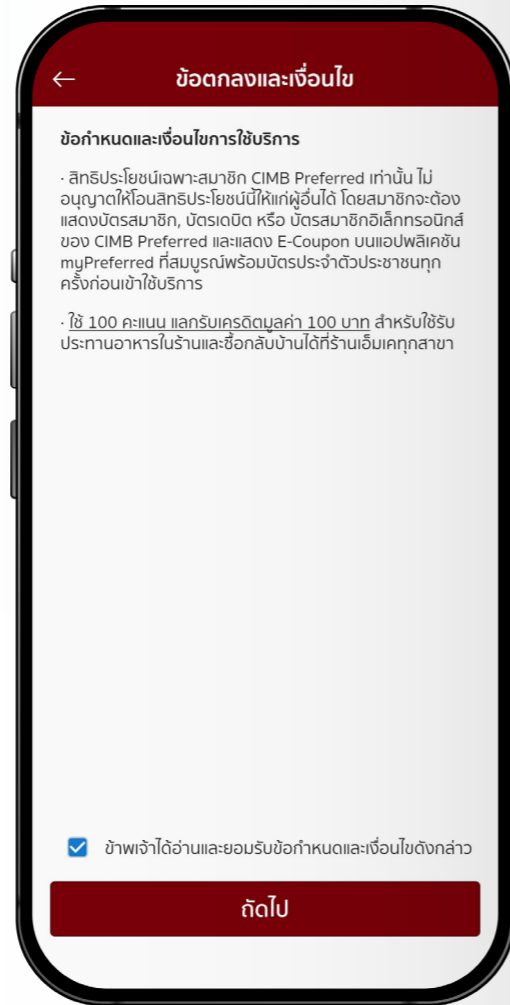 ข้อตกลงและเงื่อนไข
ข้อกำหนดและเงื่อนไขการใช้บริการ
· สิทธิประโยชน์เฉพาะสมาชิก CIMB Preferred เท่านั้น ไม่
อนุญาตให้โอนสิทธิประโยชน์นี้ให้แก่ผู้อื่นได้ โดยสมาชิกจะต้อง
แสดงบัตรสมาชิก, บัตรเดบิต หรือ บัตรสมาชิกอิเล็กทรอนิกส์
ของ CIMB Preferred และแสดง E-Coupon บนแอปพลิเคชัน
myPreferred ที่สมบูรณ์พร้อมบัตรประจำตัวประชาชนทุก
ครั้งก่อนเข้าใช้บริการ
· ใช้ 100 คะแนน แลกรับเครดิตมูลค่า 100 บาท สำหรับใช้รับ
ประทานอาหารในร้านและซื้อกลับบ้านได้ที่ร้านเอ็มเคทุกสาขา
ข้าพเจ้าได้อ่านและยอมรับข้อกำหนดและเงื่อนไขดังกล่าว
ถัดไป